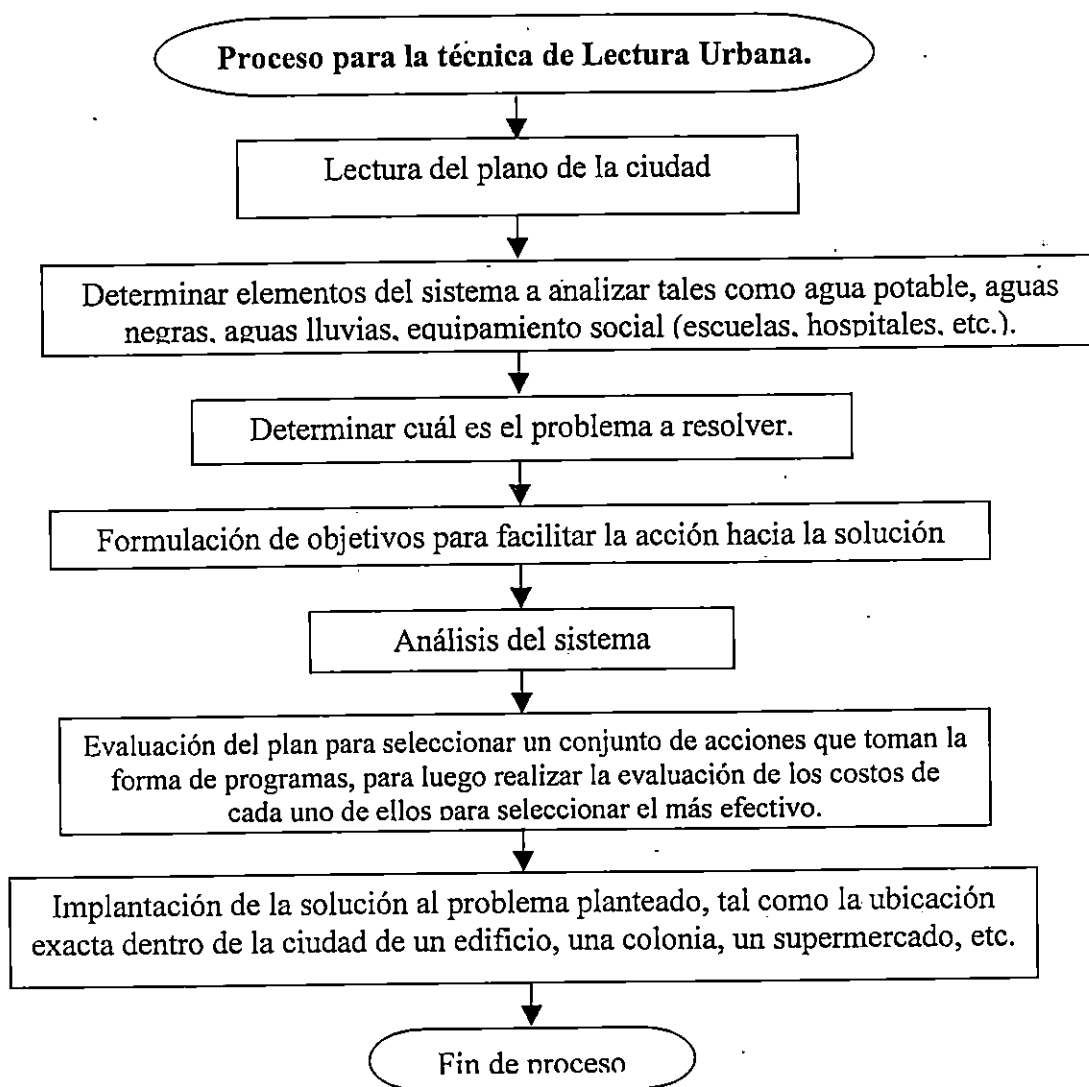 Proceso para la técnica de Lectura Urbana.
Lectura del plano de la ciudad
Determinar elementos del sistema a analizar tales como agua potable, aguas
negras, aguas lluvias, equipamiento social (escuelas, hospitales, etc.).
Determinar cuál es el problema a resolver.
Formulación de objetivos para facilitar la acción hacia la solución
Análisis del sistema
Evaluación del plan para seleccionar un conjunto de acciones que toman la
forma de programas, para luego realizar la evaluación de los costos de
cada uno de ellos para seleccionar el más efectivo.
Implantación de la solución al problema planteado, tal como la ubicación
exacta dentro de la ciudad de un edificio, una colonia, un supermercado, etc.
Fin de proceso